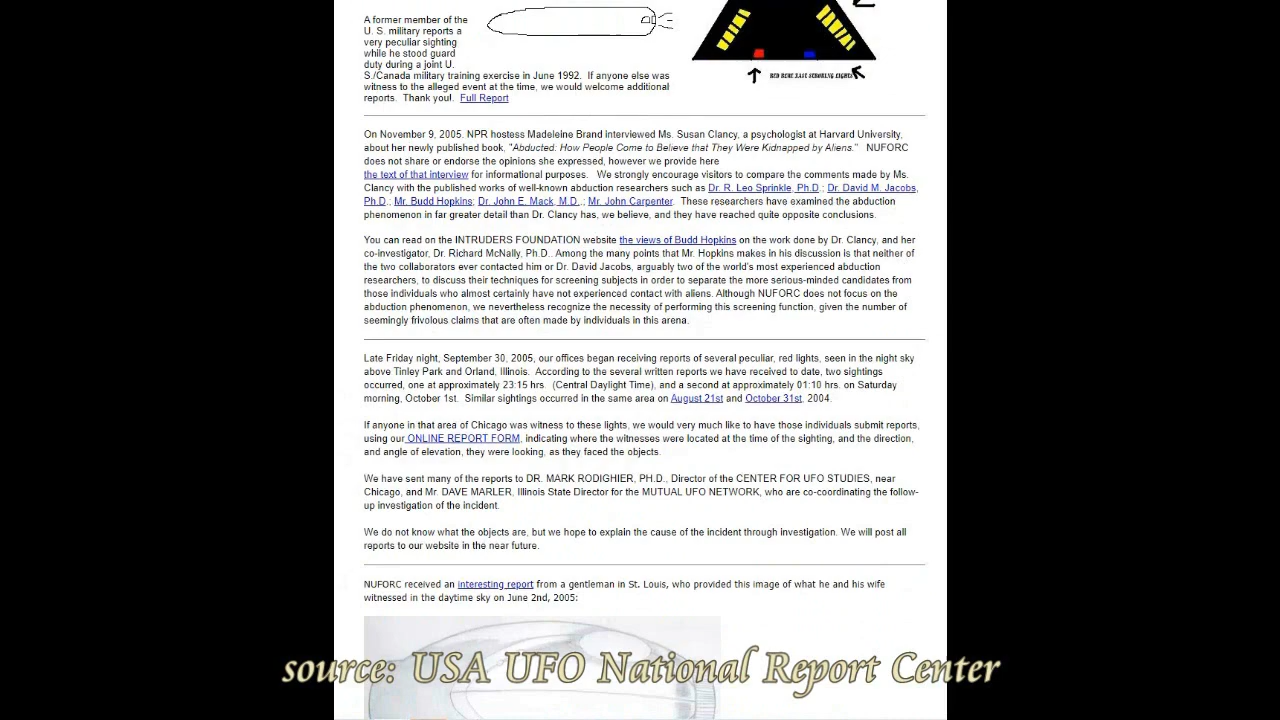 A former member of the
U. S. military reports a
very peculiar sighting
while he stood guard
duty during a joint U.
S./Canada military training exercise in June 1992.  If anyone else was
witness to the alleged event at the time, we would welcome additional
reports.  Thank you!.  Full Report
RED BLUE FAST STROBING LIGHTS
On November 9, 2005. NPR hostess Madeleine Brand interviewed Ms. Susan Clancy, a psychologist at Harvard University,
about her newly published book, "Abducted: How People Come to Believe that They Were Kidnapped by Aliens."   NUFORC
does not share or endorse the opinions she expressed, however we provide here
the text of that interview for informational purposes.   We strongly encourage visitors to compare the comments made by Ms.
Clancy with the published works of well-known abduction researchers such as Dr. R. Leo Sprinkle, Ph.D.; Dr. David M. Jacobs,
Ph.D.; Mr. Budd Hopkins; Dr. John E. Mack, M.D..; Mr. John Carpenter.  These researchers have examined the abduction
phenomenon in far greater detail than Dr. Clancy has, we believe, and they have reached quite opposite conclusions.
You can read on the INTRUDERS FOUNDATION website the views of Budd Hopkins on the work done by Dr. Clancy, and her
co-investigator, Dr. Richard McNally, Ph.D.. Among the many points that Mr. Hopkins makes in his discussion is that neither of
the two collaborators ever contacted him or Dr. David Jacobs, arguably two of the world's most experienced abduction
researchers, to discuss their techniques for screening subjects in order to separate the more serious-minded candidates from
those individuals who almost certainly have not experienced contact with aliens. Although NUFORC does not focus on the
abduction phenomenon, we nevertheless recognize the necessity of performing this screening function, given the number of
seemingly frivolous claims that are often made by individuals in this arena.
Late Friday night, September 30, 2005, our offices began receiving reports of several peculiar, red lights, seen in the night sky
above Tinley Park and Orland, Illinois.  According to the several written reports we have received to date, two sightings
occurred, one at approximately 23:15 hrs.  (Central Daylight Time), and a second at approximately 01:10 hrs. on Saturday
morning, October 1st.  Similar sightings occurred in the same area on August 21st and October 31st, 2004.
If anyone in that area of Chicago was witness to these lights, we would very much like to have those individuals submit reports,
using our ONLINE REPORT FORM, indicating where the witnesses were located at the time of the sighting, and the direction,
and angle of elevation, they were looking, as they faced the objects.
We have sent many of the reports to DR. MARK RODIGHIER, PH.D., Director of the CENTER FOR UFO STUDIES, near
Chicago, and Mr. DAVE MARLER, Illinois State Director for the MUTUAL UFO NETWORK, who are co-coordinating the follow-
up investigation of the incident.
We do not know what the objects are, but we hope to explain the cause of the incident through investigation. We will post all
reports to our website in the near future.
NUFORC received an interesting report from a gentleman in St. Louis, who provided this image of what he and his wife
witnessed in the daytime sky on June 2nd, 2005:
source: USA UFO National Report Center